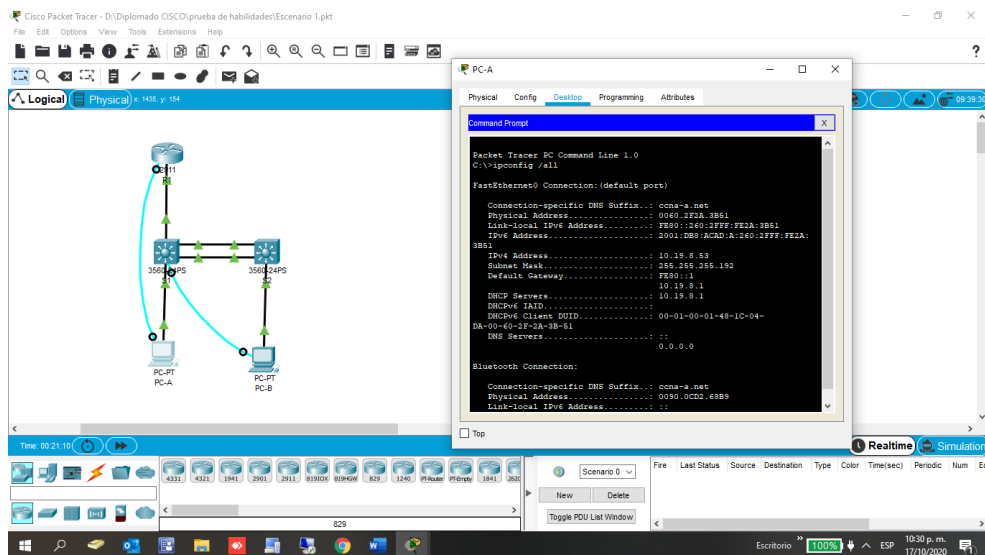 Cisco Packet Tracer - D:\Diplomado CISCO\prueba de habilidades\Escenario 1.pkt
File Edit Options View Tools Extensions Help
?
Logical Physical x: 1435, y: 154
09:39:30
PC-A
Physical Config Desktop Programming Attributes
Command Prompt X
Packet Tracer PC Command Line 1.0
C:\>ipconfig /all
FastEthernet0 Connection:(default port)
Connection-specific DNS Suffix..: ccna-a.net
Physical Address................: 0060.2F2A.3B51
Link-local IPv6 Address.........: FE80::260:2FFF:FE2A:3B51
IPv6 Address....................: 2001:DB8:ACAD:A:260:2FFF:FE2A:
3B51
IPv4 Address....................: 10.19.8.53
Subnet Mask.....................: 255.255.255.192
Default Gateway.................: FE80::1
10.19.8.1
DHCP Servers....................: 10.19.8.1
DHCPv6 IAID.....................:
DHCPv6 Client DUID..............: 00-01-00-01-48-1C-04-
DA-00-60-2F-2A-3B-51
DNS Servers.....................: ::
0.0.0.0
Bluetooth Connection:
Connection-specific DNS Suffix..: ccna-a.net
Physical Address................: 0090.0CD2.68B9
Link-local IPv6 Address.........: ::
Top
2911
R1
3560-24PS
S1
3560-24PS
S2
PC-PT
PC-A
PC-PT
PC-B
Time: 00:21:10
Realtime Simulation
4331 4321 1941 2901 2911 819IOX 819HGW 829 1240 PT-Router PT-Empty 1841 262
829
Scenario 0
New Delete
Toggle PDU List Window
Fire Last Status Source Destination Type Color Time(sec) Periodic Num
Escritorio 100% ESP
10:30 p. m.
17/10/2020